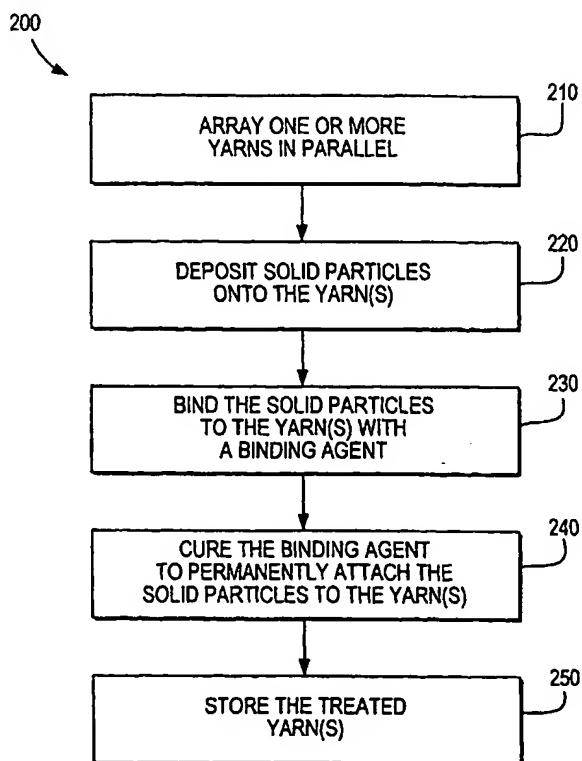 200
210
ARRAY ONE OR MORE
YARNS IN PARALLEL
220
DEPOSIT SOLID PARTICLES
ONTO THE YARN(S)
230
BIND THE SOLID PARTICLES
TO THE YARN(S) WITH
A BINDING AGENT
240
CURE THE BINDING AGENT
TO PERMANENTLY ATTACH THE
SOLID PARTICLES TO THE YARN(S)
250
STORE THE TREATED
YARN(S)